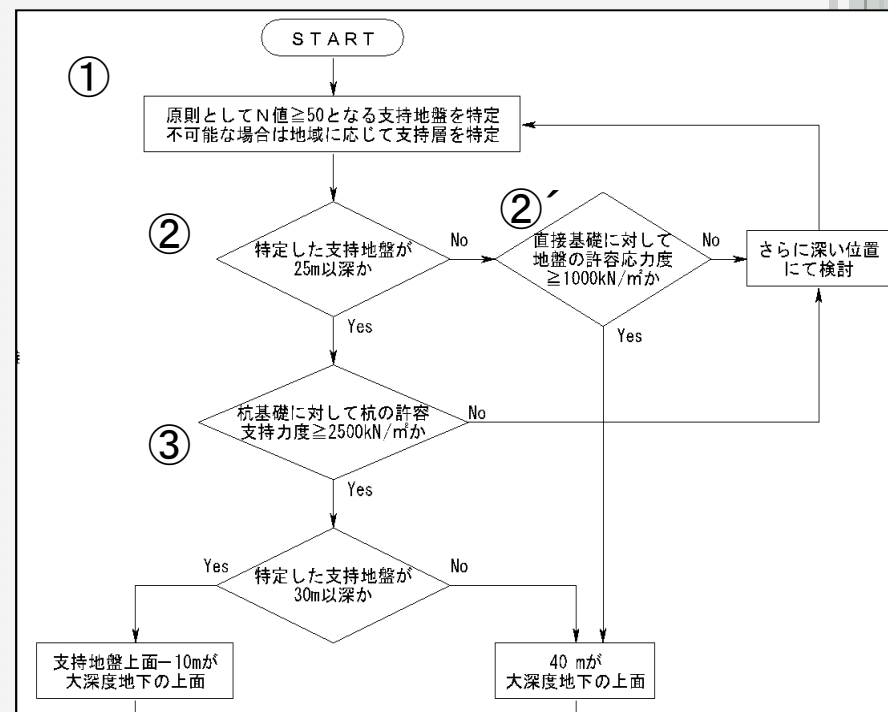 START
①
原則としてN値≧50となる支持地盤を特定
不可能な場合は地域に応じて支持層を特定
②
特定した支持地盤が
25m以深か
No
Yes
②´
直接基礎に対して
地盤の許容応力度
≧1000kN/㎡か
No
Yes
さらに深い位置
にて検討
③
杭基礎に対して杭の許容
支持力度≧2500kN/㎡か
No
Yes
特定した支持地盤が
30m以深か
Yes
No
支持地盤上面－10mが
大深度地下の上面
40 mが
大深度地下の上面